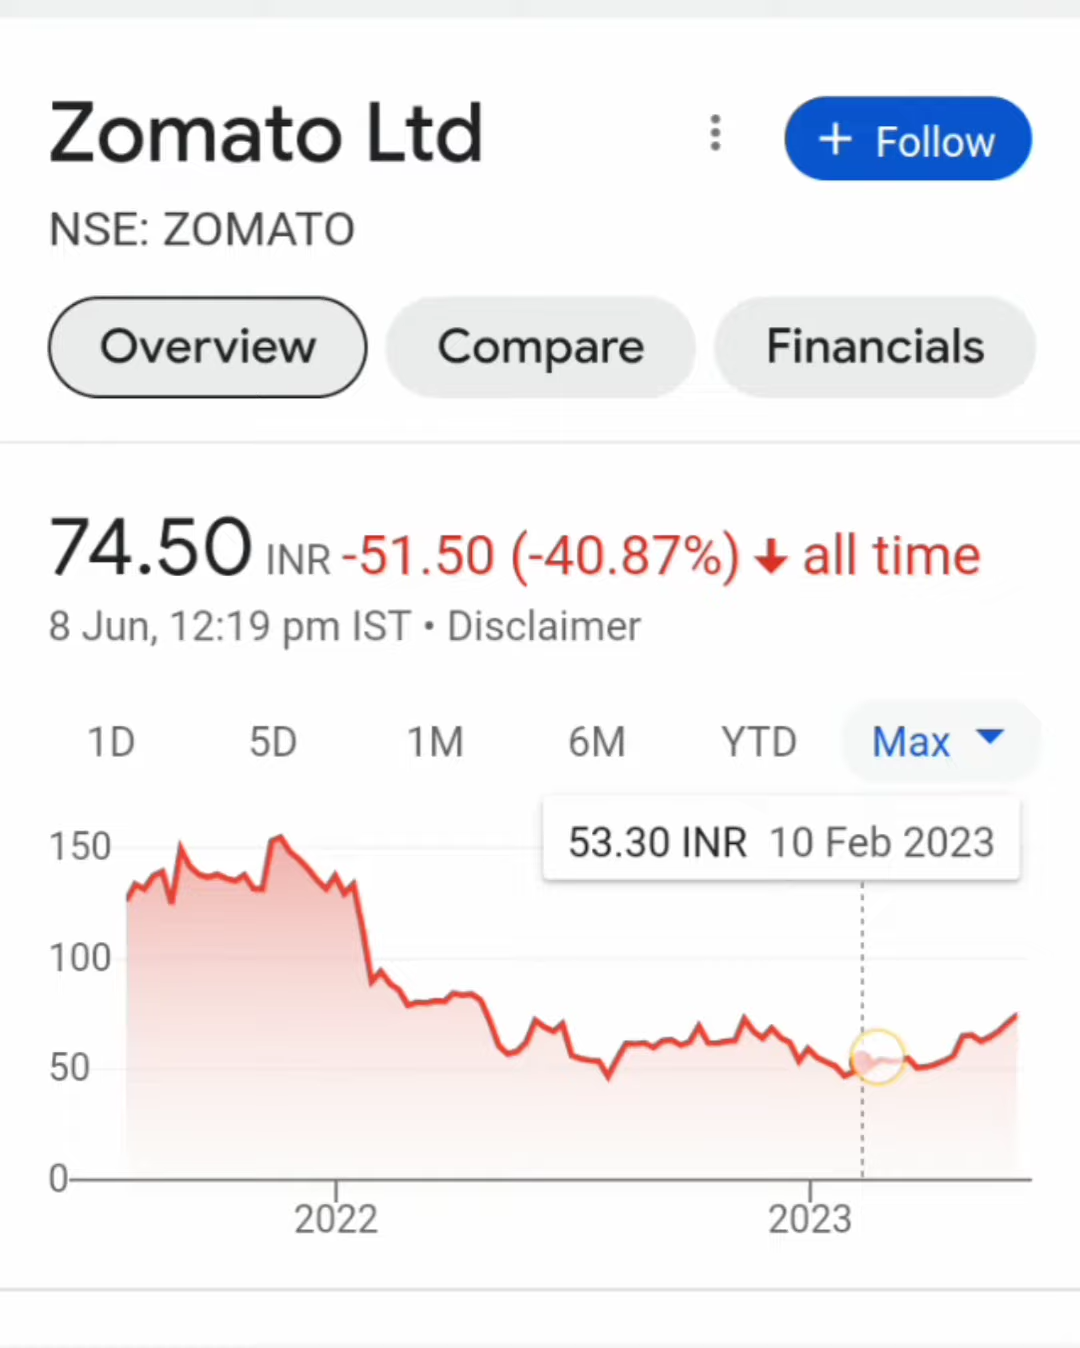 Zomato Ltd
+ Follow
NSE: ZOMATO
Overview Compare Financials
74.50 INR -51.50 (-40.87%) ↓ all time
8 Jun, 12:19 pm IST • Disclaimer
1D 5D 1M 6M YTD Max
53.30 INR 10 Feb 2023
150
100
50
0
2022 2023